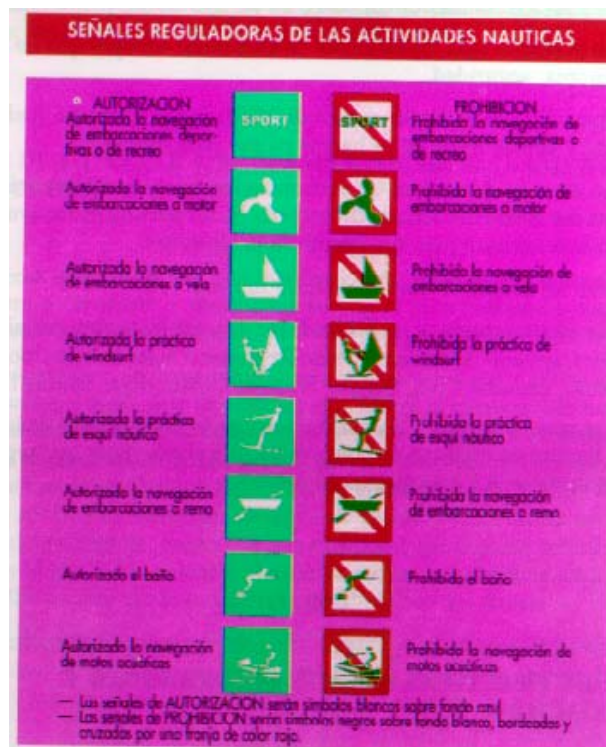 SEÑALES REGULADORAS DE LAS ACTIVIDADES NAUTICAS
AUTORIZACION
Autorizada la navegación
de embarcaciones depor-
tivas o de recreo
SPORT
SPORT
PROHIBICION
Prohibida la navegación de
embarcaciones deportivas o
de recreo
Autorizada la navegación
de embarcaciones a motor
Prohibida la navegación de
embarcaciones a motor
Autorizada la navegación
de embarcaciones a vela
Prohibida la navegación de
embarcaciones a vela
Autorizada la práctica
de windsurf
Prohibida la práctica de
windsurf
Autorizada la práctica
de esquí náutico
Prohibida la práctica
de esquí náutico
Autorizada la navegación
de embarcaciones a remo
Prohibida la navegación
de embarcaciones a remo
Autorizado el baño
Prohibido el baño
Autorizada la navegación
de motos acuáticas
Prohibida la navegación de
motos acuáticas
— Las señales de AUTORIZACION serán símbolos blancos sobre fondo azul.
— Las señales de PROHIBICION serán símbolos negros sobre fondo blanco, bordeadas y
cruzadas por una franja de color rojo.